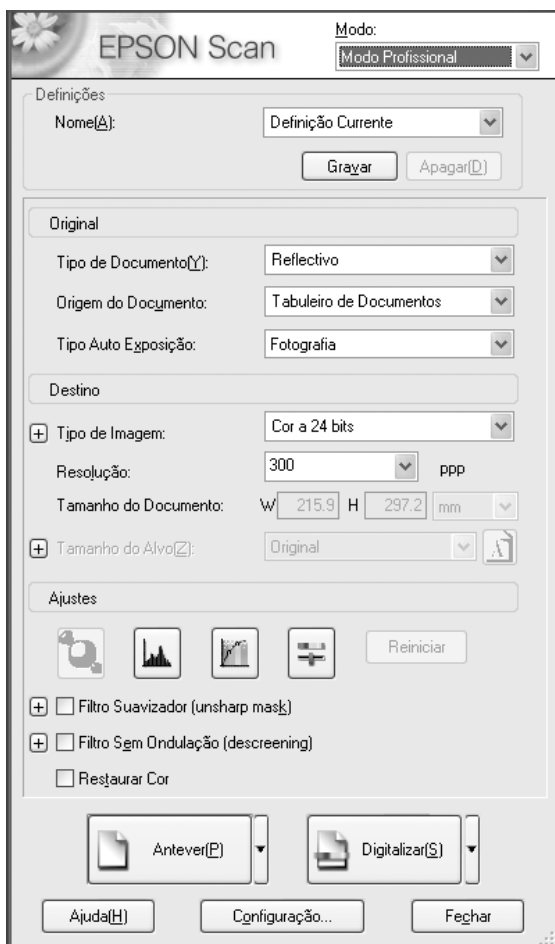 EPSON Scan
Modo:
Modo Profissional
Definições
Nome(A):
Definição Currente
Gravar
Apagar(D)
Original
Tipo de Documento(Y):
Reflectivo
Origem do Documento:
Tabuleiro de Documentos
Tipo Auto Exposição:
Fotografia
Destino
Tipo de Imagem:
Cor a 24 bits
Resolução:
300
ppp
Tamanho do Documento:
W 215.9 H 297.2 mm
Tamanho do Alvo(Z):
Original
Ajustes
Reiniciar
Filtro Suavizador (unsharp mask)
Filtro Sem Ondulação (descreening)
Restaurar Cor
Antever(P)
Digitalizar(S)
Ajuda(H)
Configuração...
Fechar